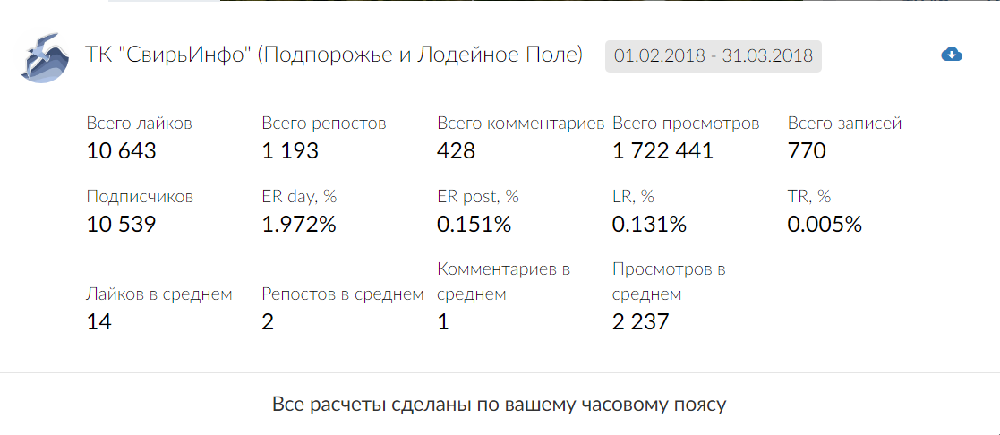 ТК "СвирьИнфо" (Подпорожье и Лодейное Поле) 01.02.2018 - 31.03.2018
Всего лайков Всего репостов Всего комментариев Всего просмотров Всего записей
10 643 1 193 428 1 722 441 770
Подписчиков ER day, % ER post, % LR, % TR, %
10 539 1.972% 0.151% 0.131% 0.005%
Лайков в среднем Репостов в среднем Комментариев в среднем Просмотров в среднем
14 2 1 2 237
Все расчеты сделаны по вашему часовому поясу